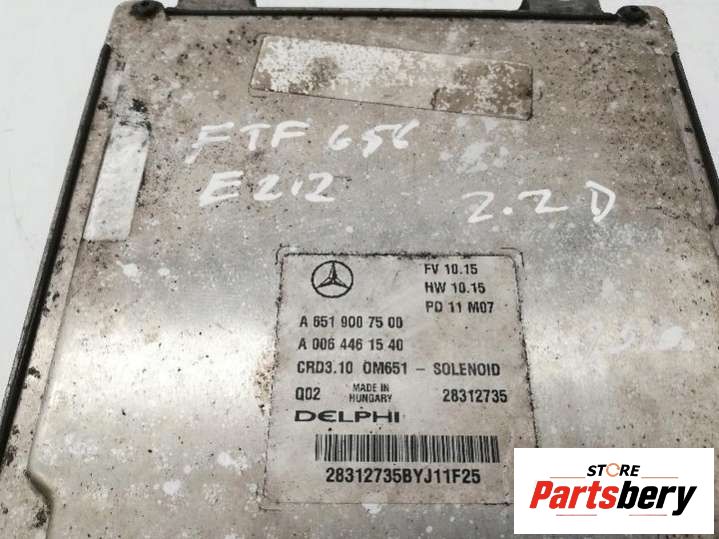 FTF 656
E212
2.2 D
FV 10.15
HW 10.15
PD 11 M07
A 651 900 75 00
A 006 446 15 40
CRD3.10 OM651 - SOLENOID
Q02 MADE IN HUNGARY 28312735
DELPHI
28312735BYJ11F25
STORE
Partsbery